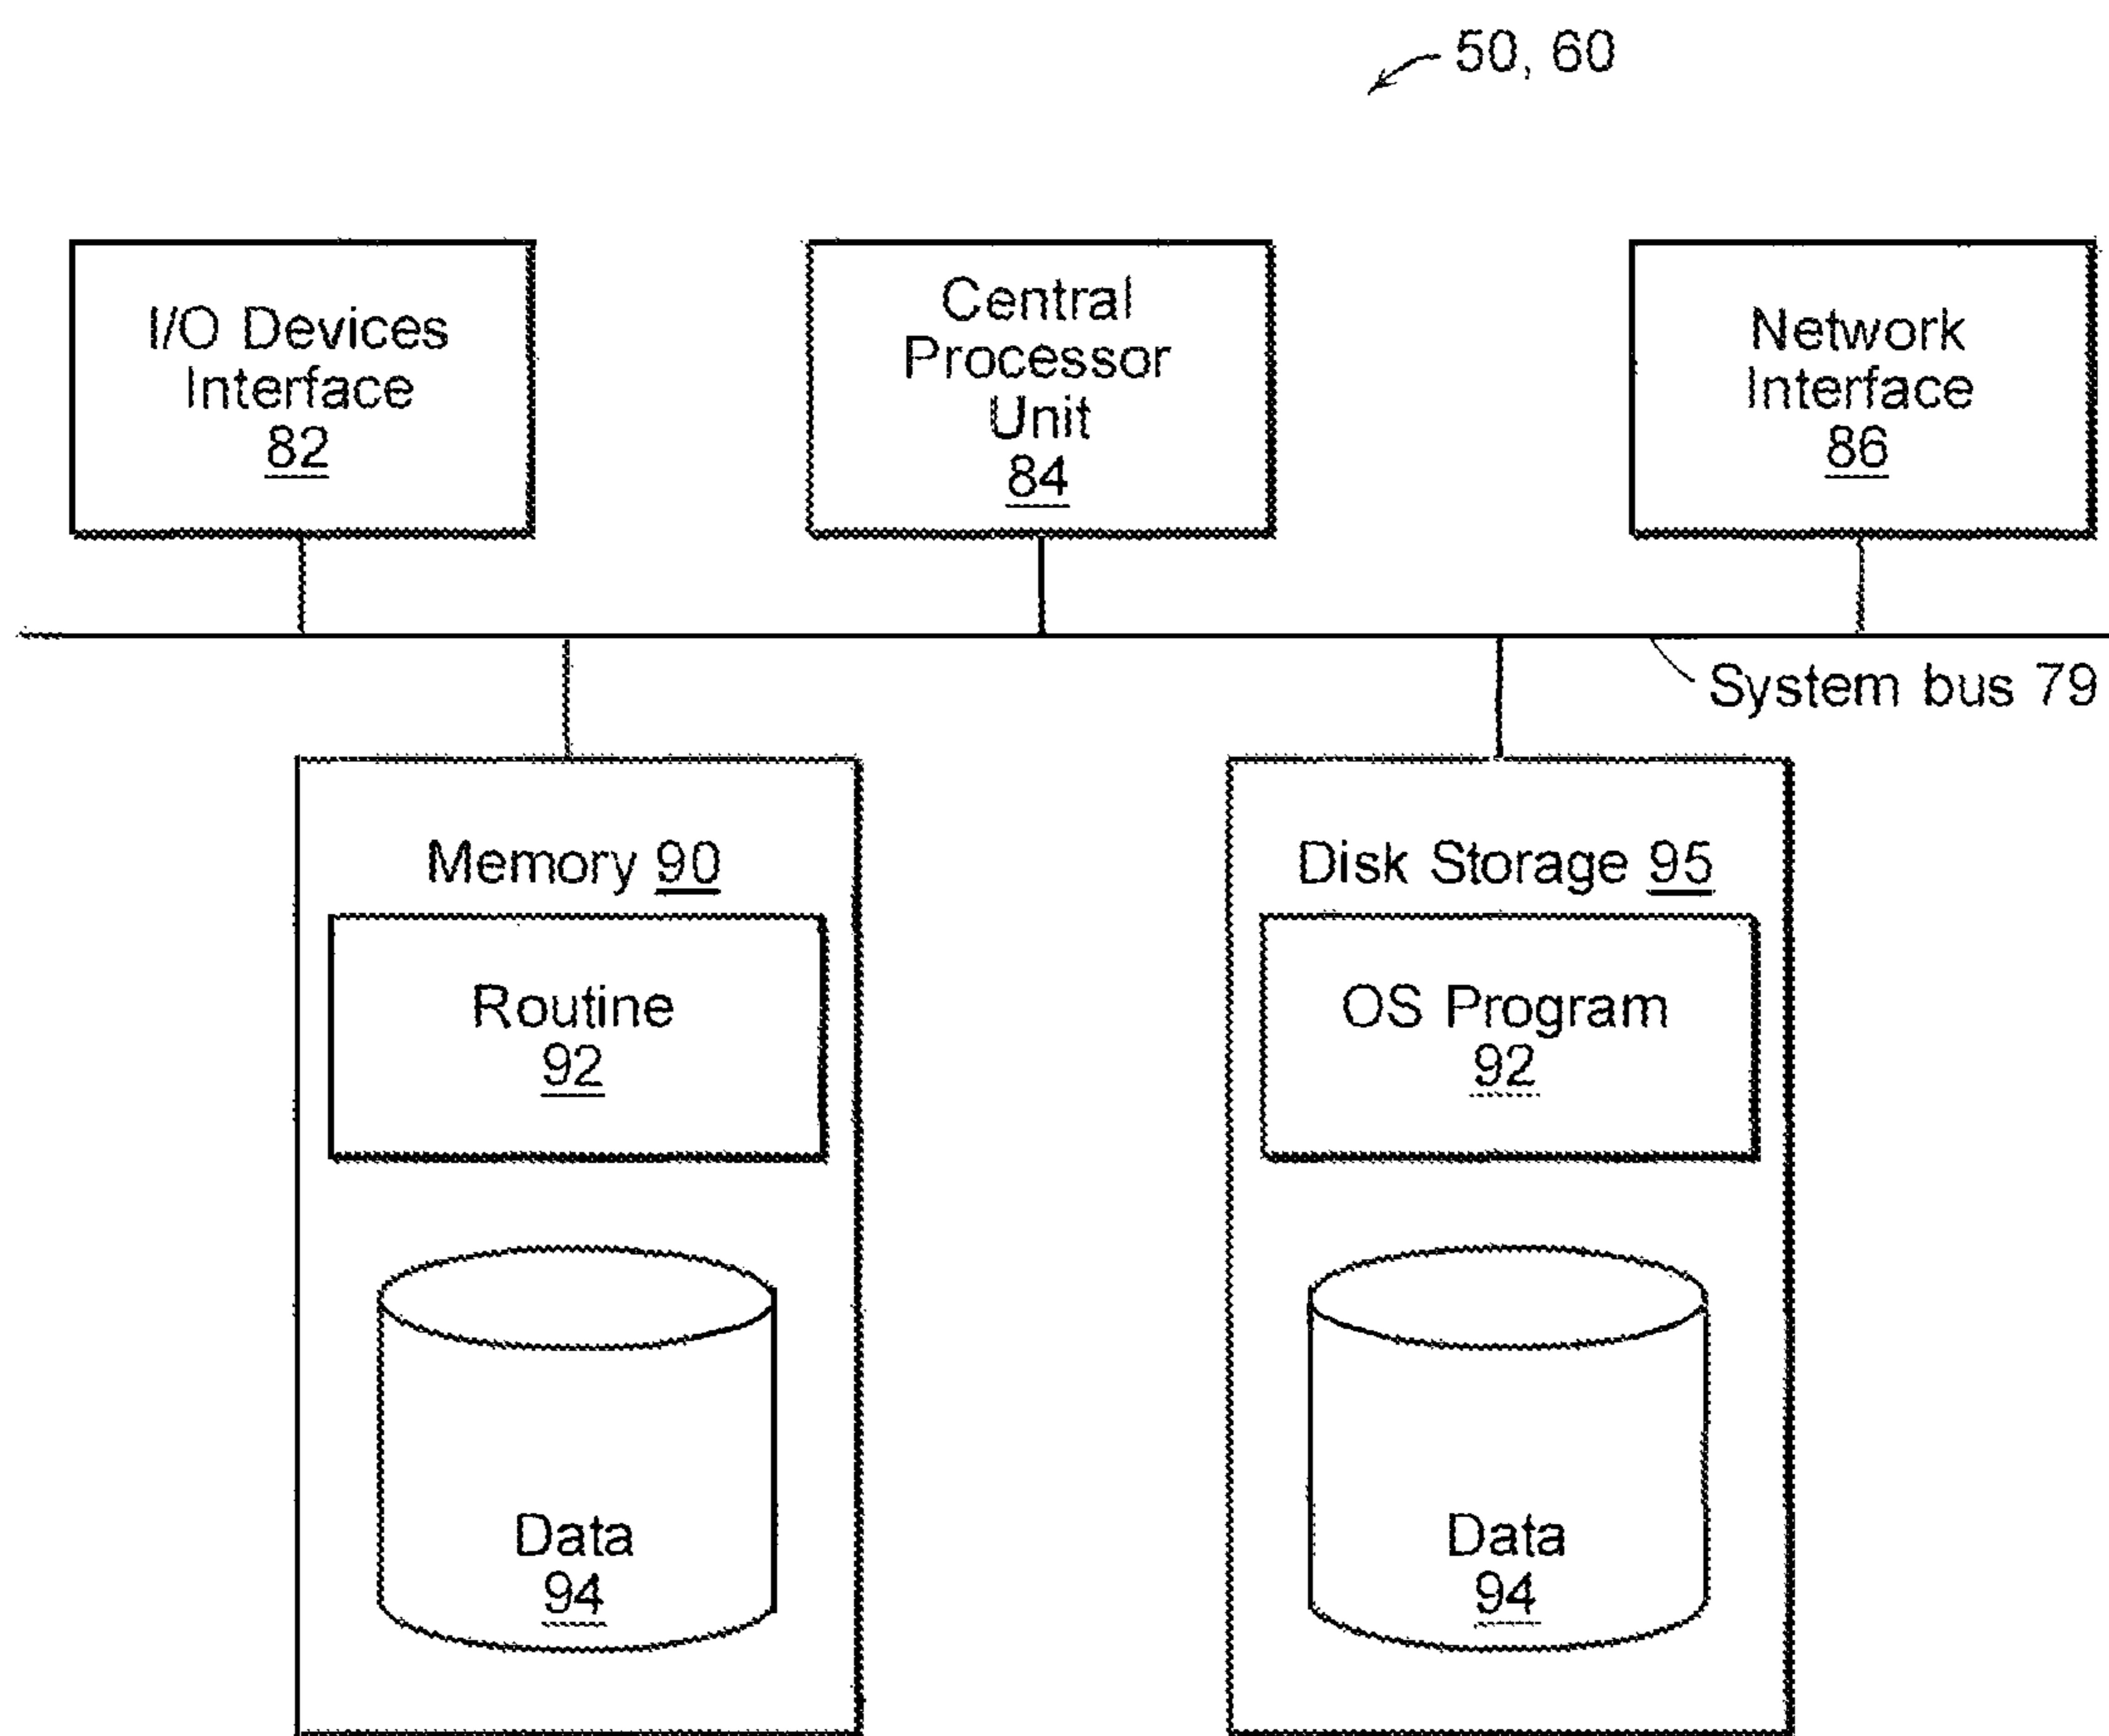 50, 60
I/O Devices
Interface
82
Central
Processor
Unit
84
Network
Interface
86
System bus 79
Memory 90
Routine
92
Data
94
Disk Storage 95
OS Program
92
Data
94